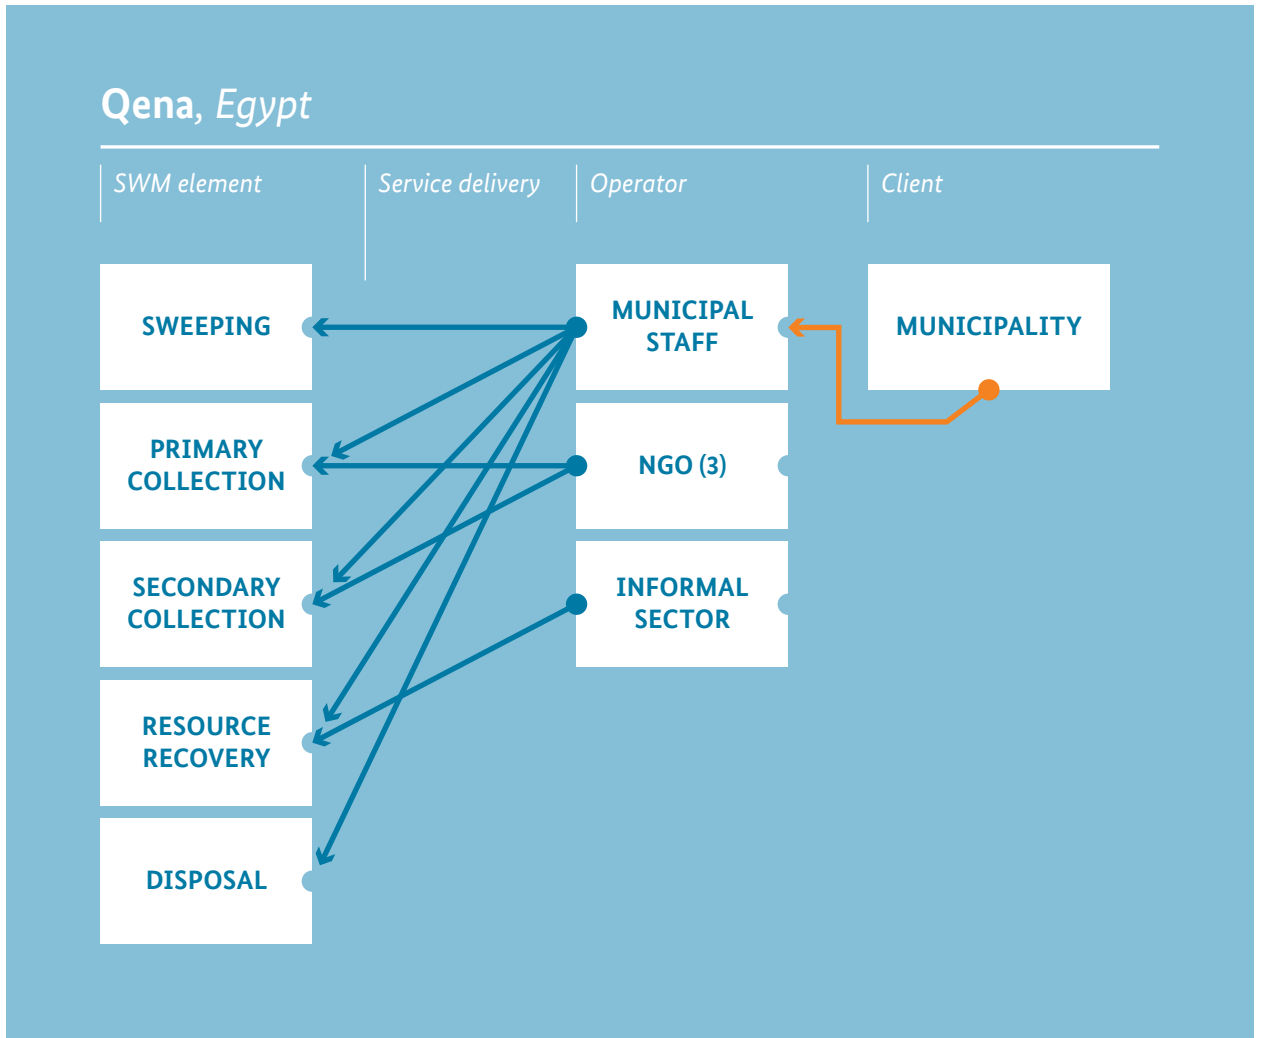 Qena, Egypt
SWM element
Service delivery
Operator
Client
SWEEPING
MUNICIPAL
STAFF
MUNICIPALITY
PRIMARY
COLLECTION
NGO (3)
SECONDARY
COLLECTION
INFORMAL
SECTOR
RESOURCE
RECOVERY
DISPOSAL